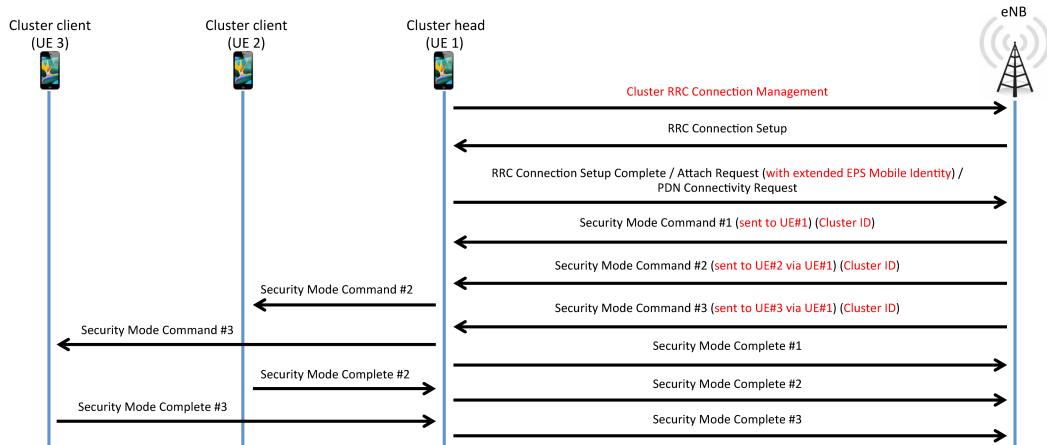 eNB
Cluster client
(UE 3)
Cluster client
(UE 2)
Cluster head
(UE 1)
Cluster RRC Connection Management
RRC Connection Setup
RRC Connection Setup Complete / Attach Request (with extended EPS Mobile Identity) /
PDN Connectivity Request
Security Mode Command #1 (sent to UE#1) (Cluster ID)
Security Mode Command #2 (sent to UE#2 via UE#1) (Cluster ID)
Security Mode Command #2
Security Mode Command #3 (sent to UE#3 via UE#1) (Cluster ID)
Security Mode Command #3
Security Mode Complete #1
Security Mode Complete #2
Security Mode Complete #2
Security Mode Complete #3
Security Mode Complete #3